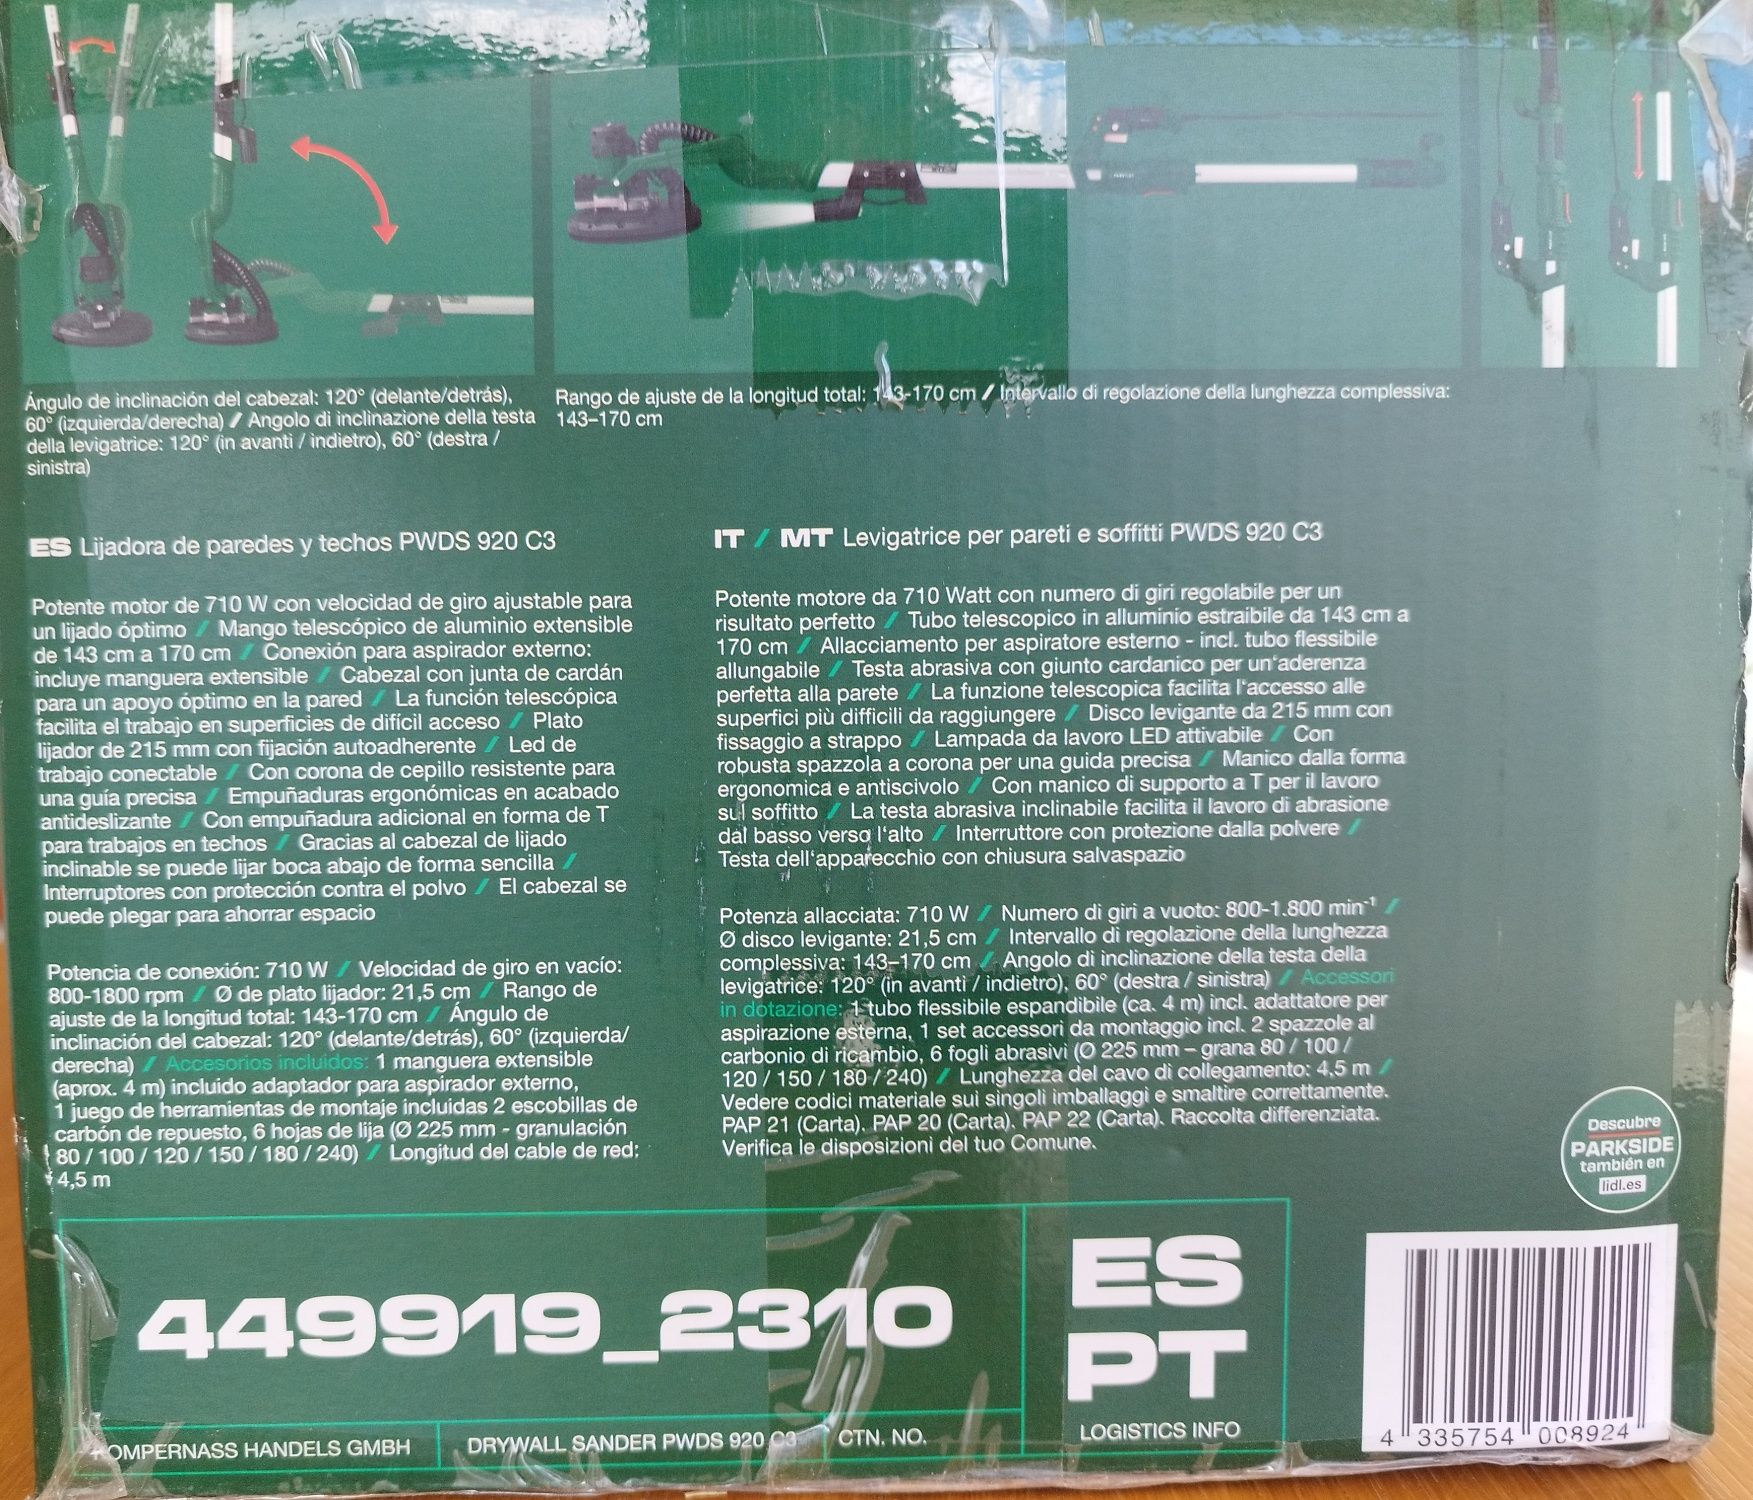 Ángulo de inclinación del cabezal: 120° (delante/detrás),
60° (izquierda/derecha) / Angolo di inclinazione della testa
della levigatrice: 120° (in avanti / indietro), 60° (destra /
sinistra)
Rango de ajuste de la longitud total: 143-170 cm / Intervallo di regolazione della lunghezza complessiva:
143–170 cm
ES Lijadora de paredes y techos PWDS 920 C3
Potente motor de 710 W con velocidad de giro ajustable para
un lijado óptimo / Mango telescópico de aluminio extensible
de 143 cm a 170 cm / Conexión para aspirador externo:
incluye manguera extensible / Cabezal con junta de cardán
para un apoyo óptimo en la pared / La función telescópica
facilita el trabajo en superficies de difícil acceso / Plato
lijador de 215 mm con fijación autoadherente / Led de
trabajo conectable / Con corona de cepillo resistente para
una guía precisa / Empuñaduras ergonómicas en acabado
antideslizante / Con empuñadura adicional en forma de T
para trabajos en techos / Gracias al cabezal de lijado
inclinable se puede lijar boca abajo de forma sencilla /
Interruptores con protección contra el polvo / El cabezal se
puede plegar para ahorrar espacio
Potencia de conexión: 710 W / Velocidad de giro en vacío:
800-1800 rpm / Ø de plato lijador: 21,5 cm / Rango de
ajuste de la longitud total: 143-170 cm / Ángulo de
inclinación del cabezal: 120° (delante/detrás), 60° (izquierda/
derecha) / Accesorios incluidos: 1 manguera extensible
(aprox. 4 m) incluido adaptador para aspirador externo,
1 juego de herramientas de montaje incluidas 2 escobillas de
carbón de repuesto, 6 hojas de lija (Ø 225 mm - granulación
80 / 100 / 120 / 150 / 180 / 240) / Longitud del cable de red:
4,5 m
IT / MT Levigatrice per pareti e soffitti PWDS 920 C3
Potente motore da 710 Watt con numero di giri regolabile per un
risultato perfetto / Tubo telescopico in alluminio estraibile da 143 cm a
170 cm / Allacciamento per aspiratore esterno - incl. tubo flessibile
allungabile / Testa abrasiva con giunto cardanico per un'aderenza
perfetta alla parete / La funzione telescopica facilita l'accesso alle
superfici più difficili da raggiungere / Disco levigante da 215 mm con
fissaggio a strappo / Lampada da lavoro LED attivabile / Con
robusta spazzola a corona per una guida precisa / Manico dalla forma
ergonomica e antiscivolo / Con manico di supporto a T per il lavoro
sul soffitto / La testa abrasiva inclinabile facilita il lavoro di abrasione
dal basso verso l'alto / Interruttore con protezione dalla polvere /
Testa dell'apparecchio con chiusura salvaspazio
Potenza allacciata: 710 W / Numero di giri a vuoto: 800-1.800 min⁻¹ /
Ø disco levigante: 21,5 cm / Intervallo di regolazione della lunghezza
complessiva: 143–170 cm / Angolo di inclinazione della testa della
levigatrice: 120° (in avanti / indietro), 60° (destra / sinistra) / Accessori
in dotazione: 1 tubo flessibile espandibile (ca. 4 m) incl. adattatore per
aspirazione esterna, 1 set accessori da montaggio incl. 2 spazzole al
carbonio di ricambio, 6 fogli abrasivi (Ø 225 mm – grana 80 / 100 /
120 / 150 / 180 / 240) / Lunghezza del cavo di collegamento: 4,5 m /
Vedere codici materiale sui singoli imballaggi e smaltire correttamente.
PAP 21 (Carta). PAP 20 (Carta). PAP 22 (Carta). Raccolta differenziata.
Verifica le disposizioni del tuo Comune.
Descubre
PARKSIDE
también en
lidl.es
449919_2310
ES
PT
LOGISTICS INFO
KOMPERNASS HANDELS GMBH
DRYWALL SANDER PWDS 920 C3
CTN. NO.
4 335754 008924